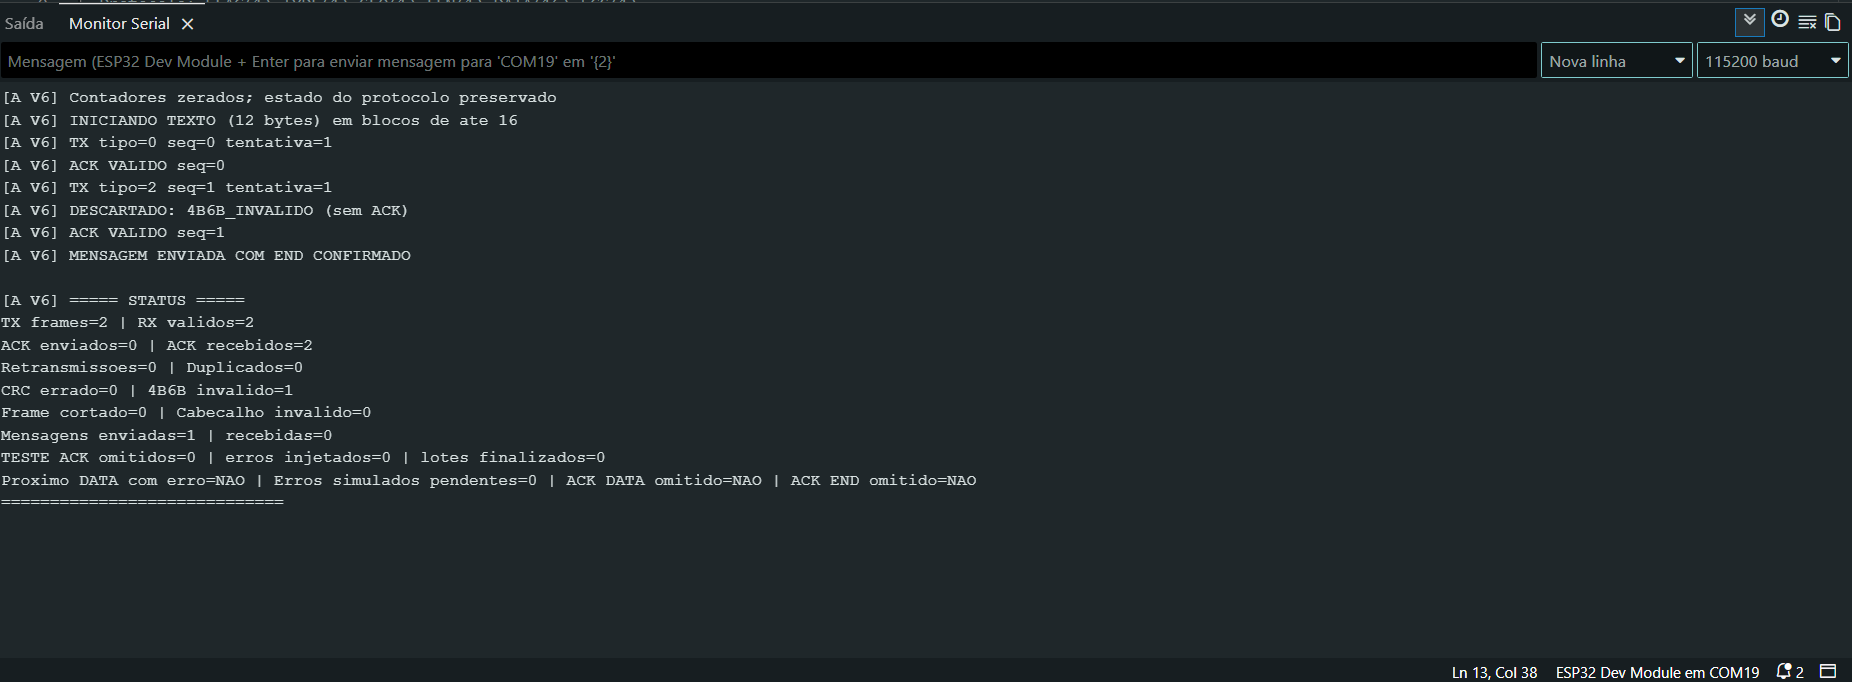 Saída
Monitor Serial
Mensagem (ESP32 Dev Module + Enter para enviar mensagem para 'COM19' em '{2}'
Nova linha
115200 baud
[A V6] Contadores zerados; estado do protocolo preservado
[A V6] INICIANDO TEXTO (12 bytes) em blocos de ate 16
[A V6] TX tipo=0 seq=0 tentativa=1
[A V6] ACK VALIDO seq=0
[A V6] TX tipo=2 seq=1 tentativa=1
[A V6] DESCARTADO: 4B6B_INVALIDO (sem ACK)
[A V6] ACK VALIDO seq=1
[A V6] MENSAGEM ENVIADA COM END CONFIRMADO
[A V6] ===== STATUS =====
TX frames=2 | RX validos=2
ACK enviados=0 | ACK recebidos=2
Retransmissoes=0 | Duplicados=0
CRC errado=0 | 4B6B invalido=1
Frame cortado=0 | Cabecalho invalido=0
Mensagens enviadas=1 | recebidas=0
TESTE ACK omitidos=0 | erros injetados=0 | lotes finalizados=0
Proximo DATA com erro=NAO | Erros simulados pendentes=0 | ACK DATA omitido=NAO | ACK END omitido=NAO
=============================
Ln 13, Col 38
ESP32 Dev Module em COM19
2